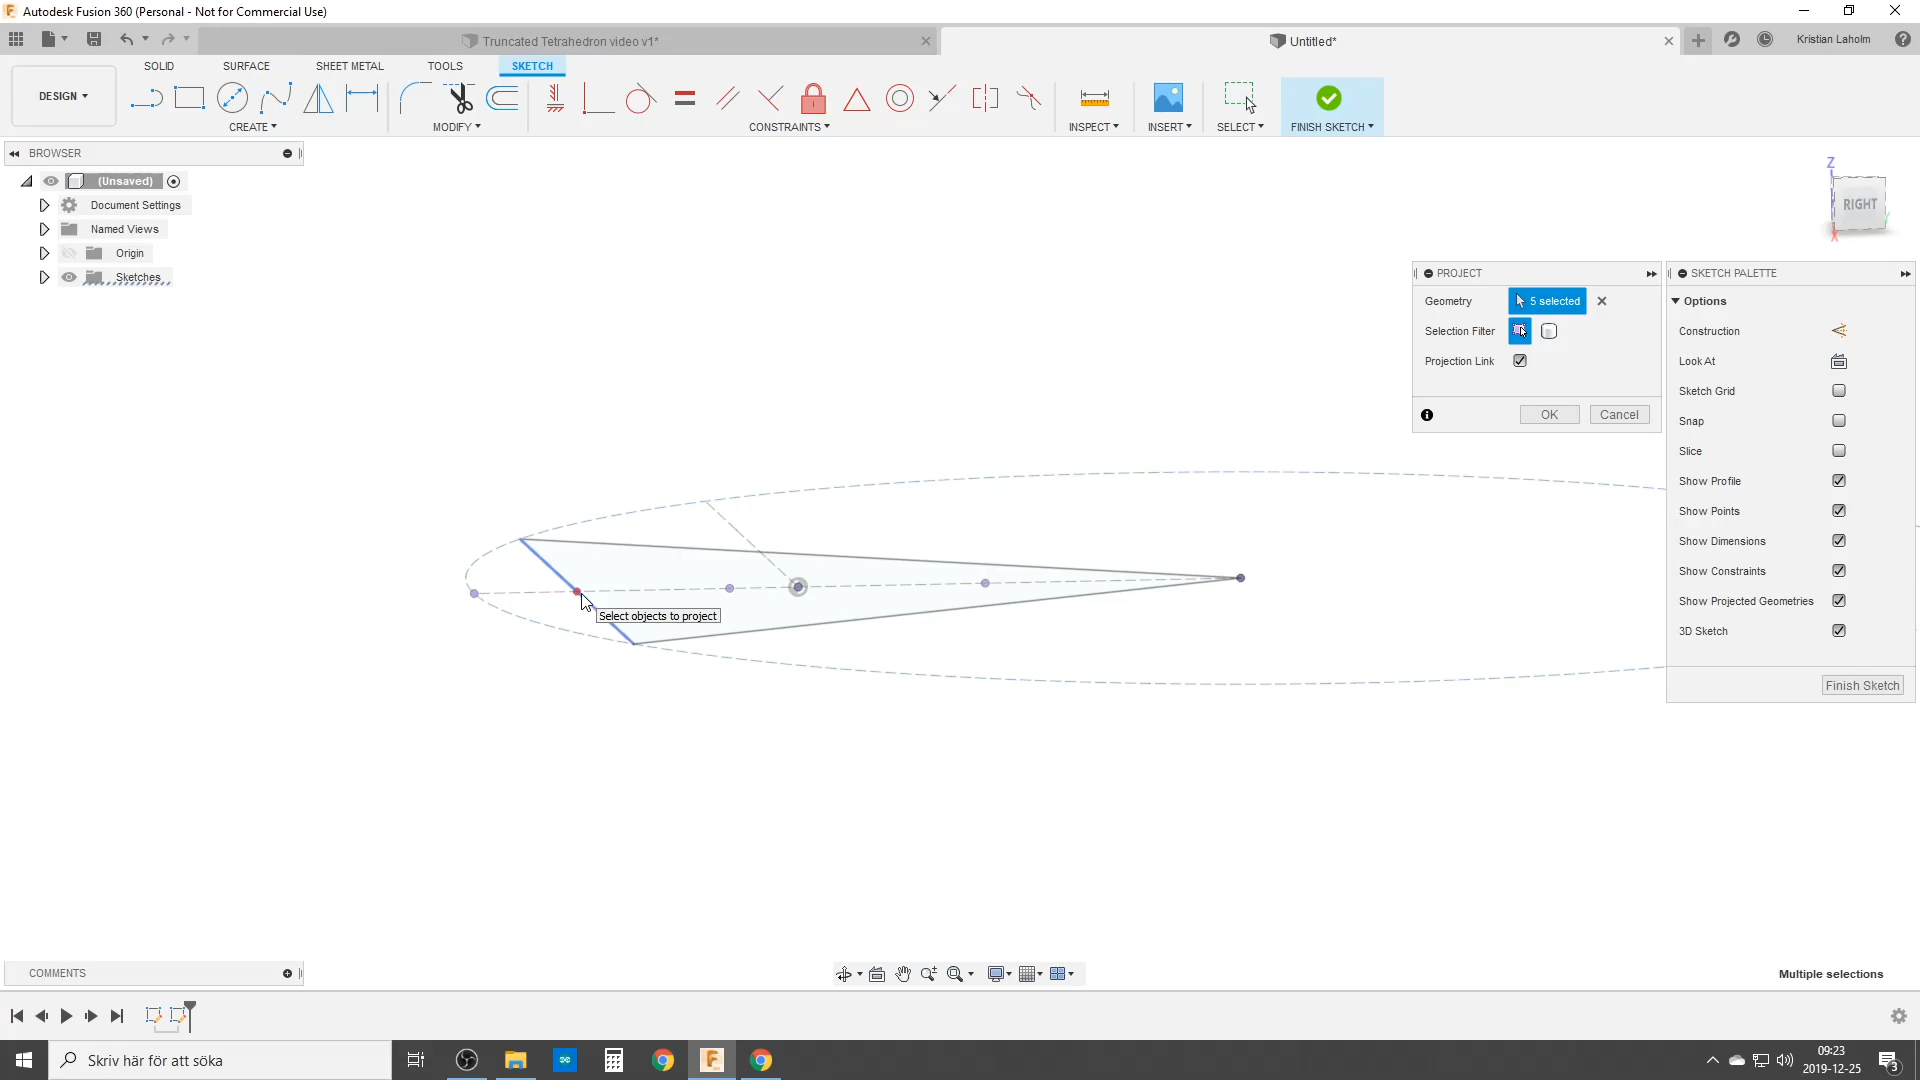 Autodesk Fusion 360 (Personal - Not for Commercial Use)
Truncated Tetrahedron video v1*
Untitled*
Kristian Laholm
DESIGN
SOLID
SURFACE
SHEET METAL
TOOLS
SKETCH
CREATE
MODIFY
CONSTRAINTS
INSPECT
INSERT
SELECT
FINISH SKETCH
BROWSER
(Unsaved)
Document Settings
Named Views
Origin
Sketches
Z
RIGHT
X
Y
PROJECT
Geometry
5 selected
Selection Filter
Projection Link
OK
Cancel
SKETCH PALETTE
Options
Construction
Look At
Sketch Grid
Snap
Slice
Show Profile
Show Points
Show Dimensions
Show Constraints
Show Projected Geometries
3D Sketch
Finish Sketch
Select objects to project
COMMENTS
Multiple selections
Skriv här för att söka
09:23
2019-12-25
3